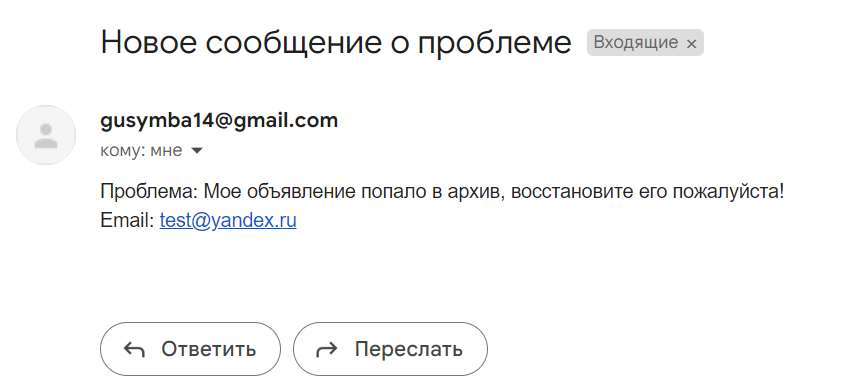 Новое сообщение о проблеме Входящие ×
gusymba14@gmail.com
кому: мне
Проблема: Мое объявление попало в архив, восстановите его пожалуйста!
Email: test@yandex.ru
Ответить Переслать